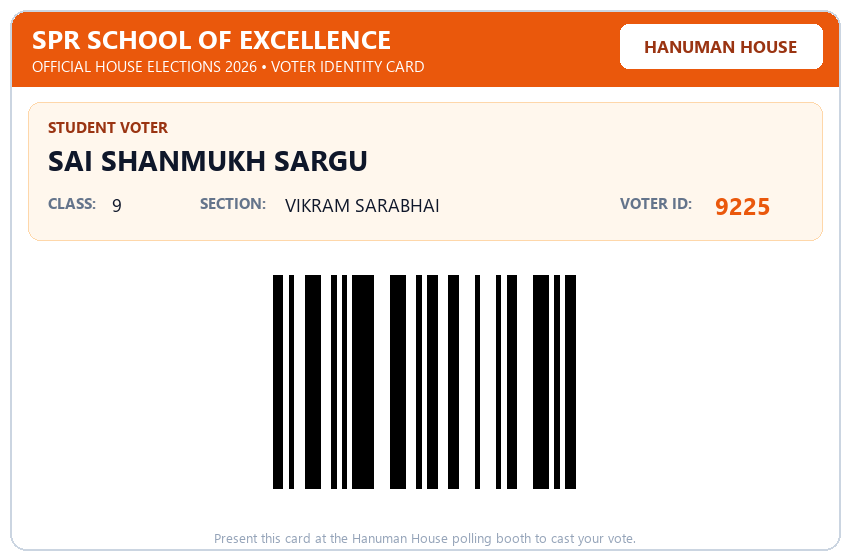 SPR SCHOOL OF EXCELLENCE
HANUMAN HOUSE
OFFICIAL HOUSE ELECTIONS 2026 • VOTER IDENTITY CARD
STUDENT VOTER
SAI SHANMUKH SARGU
CLASS: 9 SECTION: VIKRAM SARABHAI VOTER ID: 9225
Present this card at the Hanuman House polling booth to cast your vote.